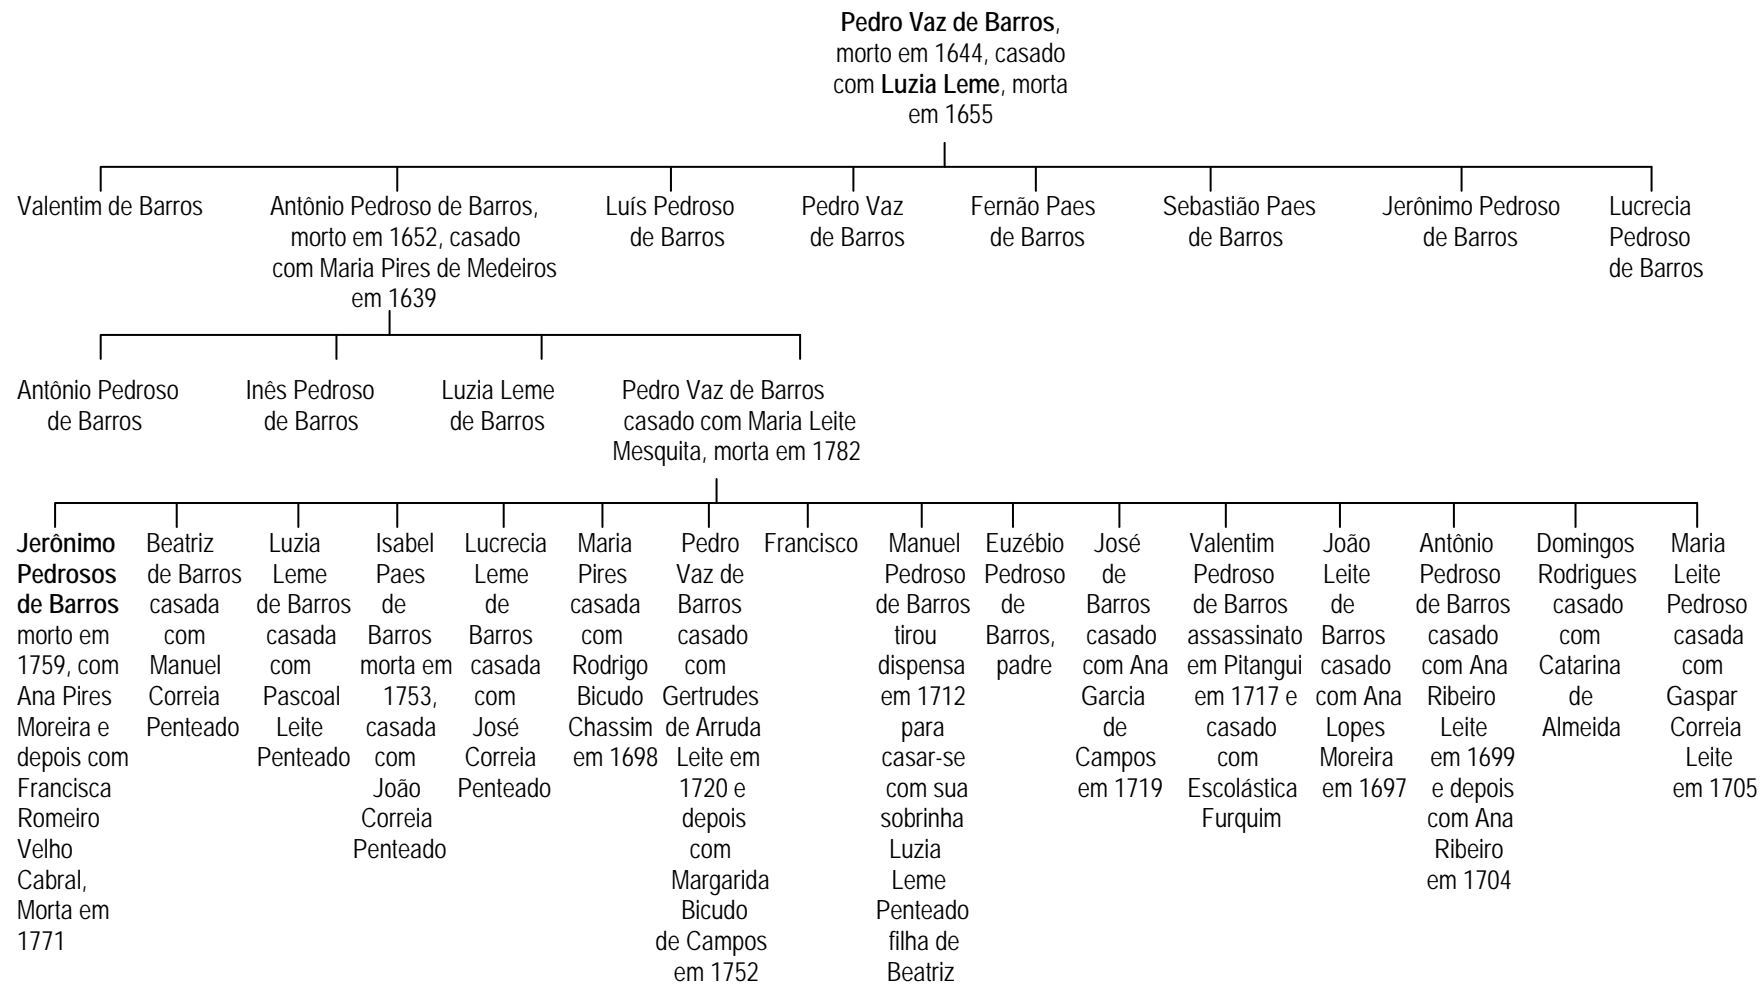 Pedro Vaz de Barros,
morto em 1644, casado
com Luzia Leme, morta
em 1655
Valentim de Barros
Antônio Pedroso de Barros,
morto em 1652, casado
com Maria Pires de Medeiros
em 1639
Luís Pedroso
de Barros
Pedro Vaz
de Barros
Fernão Paes
de Barros
Sebastião Paes
de Barros
Jerônimo Pedroso
de Barros
Lucrecia
Pedroso
de Barros
Antônio Pedroso
de Barros
Inês Pedroso
de Barros
Luzia Leme
de Barros
Pedro Vaz de Barros
casado com Maria Leite
Mesquita, morta em 1782
Jerônimo
Pedrosos
de Barros
morto em
1759, com
Ana Pires
Moreira e
depois com
Francisca
Romeiro
Velho
Cabral,
Morta em
1771
Beatriz
de Barros
casada
com
Manuel
Correia
Penteado
Luzia
Leme
de Barros
casada
com
Pascoal
Leite
Penteado
Isabel
Paes
de
Barros
morta em
1753,
casada
com
João
Correia
Penteado
Lucrecia
Leme
de
Barros
casada
com
José
Correia
Penteado
Maria
Pires
casada
com
Rodrigo
Bicudo
Chassim
em 1698
Pedro
Vaz de
Barros
casado
com
Gertrudes
de Arruda
Leite em
1720 e
depois
com
Margarida
Bicudo
de Campos
em 1752
Francisco
Manuel
Pedroso
de Barros
tirou
dispensa
em 1712
para
casar-se
com sua
sobrinha
Luzia
Leme
Penteado
filha de
Beatriz
Euzébio
Pedroso
de
Barros,
padre
José
de
Barros
casado
com Ana
Garcia
de
Campos
em 1719
Valentim
Pedroso
de Barros
assassinato
em Pitangui
em 1717 e
casado
com
Escolástica
Furquim
João
Leite
de
Barros
casado
com Ana
Lopes
Moreira
em 1697
Antônio
Pedroso
de Barros
casado
com Ana
Ribeiro
Leite
em 1699
e depois
com Ana
Ribeiro
em 1704
Domingos
Rodrigues
casado
com
Catarina
de
Almeida
Maria
Leite
Pedroso
casada
com
Gaspar
Correia
Leite
em 1705